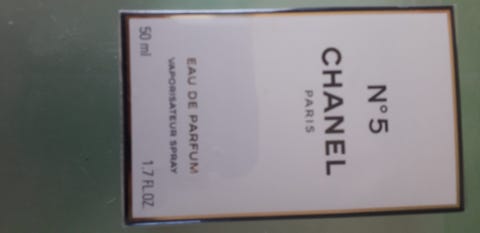 N°5
CHANEL
PARIS
EAU DE PARFUM
VAPORISATEUR SPRAY
50 ml 1.7 FL.OZ.